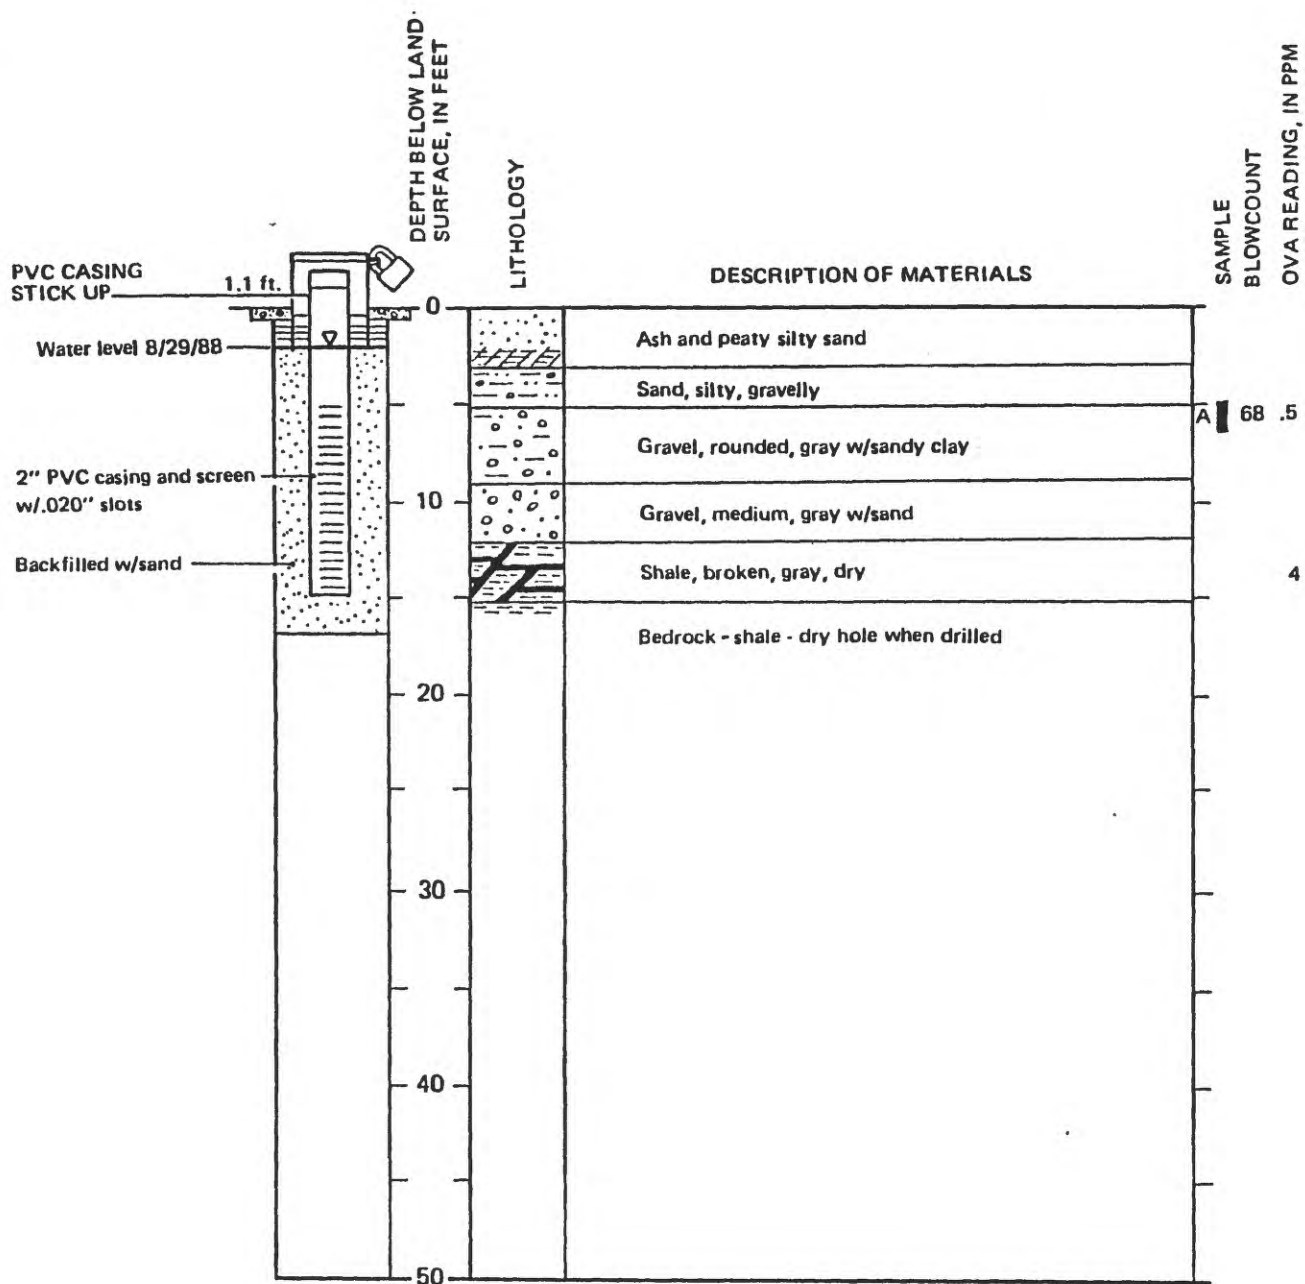 DEPTH BELOW LAND
SURFACE, IN FEET
LITHOLOGY
DESCRIPTION OF MATERIALS
SAMPLE
BLOWCOUNT
OVA READING, IN PPM
PVC CASING
STICK UP
1.1 ft.
0
Ash and peaty silty sand
Water level 8/29/88
Sand, silty, gravelly
A 68 .5
Gravel, rounded, gray w/sandy clay
2" PVC casing and screen
w/.020" slots
10
Gravel, medium, gray w/sand
Backfilled w/sand
Shale, broken, gray, dry
4
Bedrock - shale - dry hole when drilled
20
30
40
50